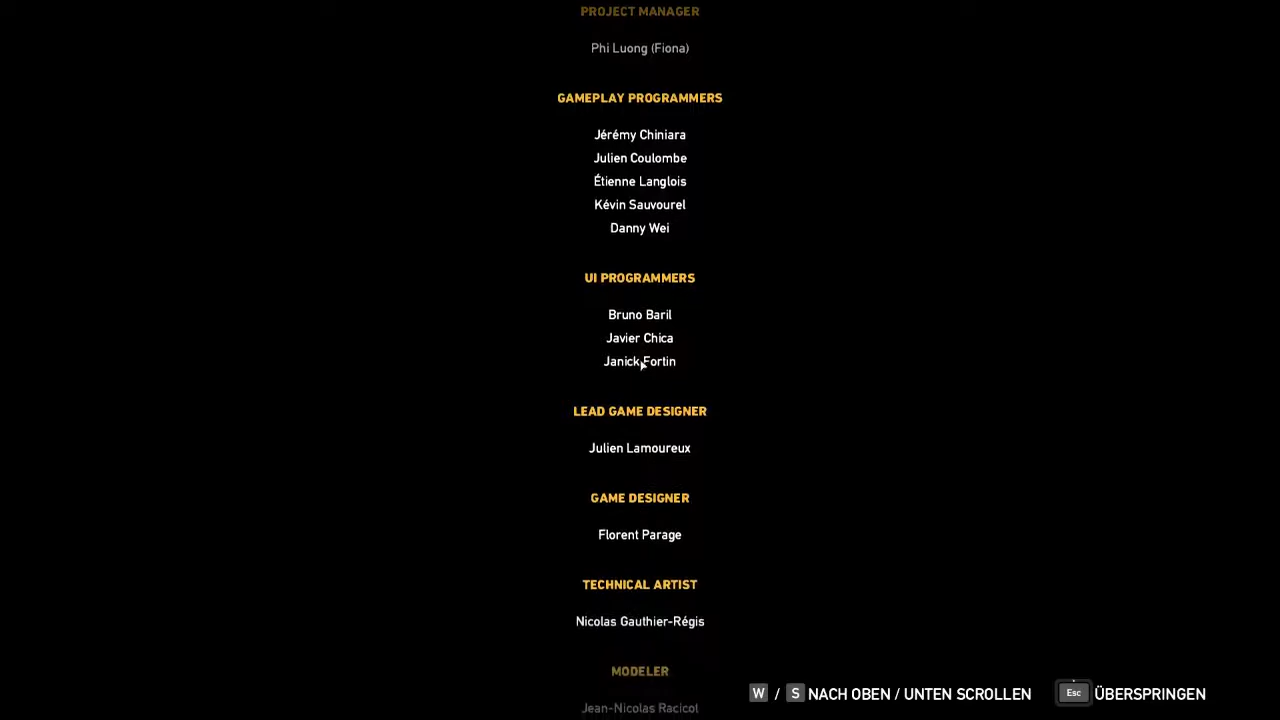 PROJECT MANAGER
Phi Luong (Fiona)
GAMEPLAY PROGRAMMERS
Jérémy Chiniara
Julien Coulombe
Étienne Langlois
Kévin Sauvourel
Danny Wei
UI PROGRAMMERS
Bruno Baril
Javier Chica
Janick Fortin
LEAD GAME DESIGNER
Julien Lamoureux
GAME DESIGNER
Florent Parage
TECHNICAL ARTIST
Nicolas Gauthier-Régis
MODELER
Jean-Nicolas Racicot
W / S NACH OBEN / UNTEN SCROLLEN Esc ÜBERSPRINGEN